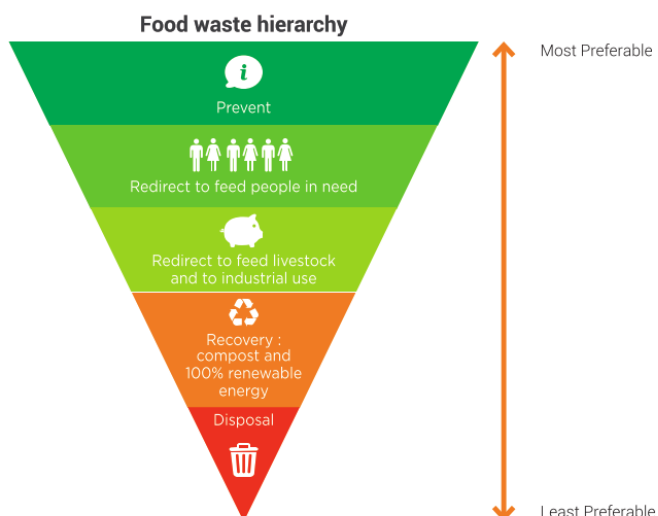 Food waste hierarchy
Most Preferable
i
Prevent
Redirect to feed people in need
Redirect to feed livestock
and to industrial use
Recovery :
compost and
100% renewable
energy
Disposal
Least Preferable